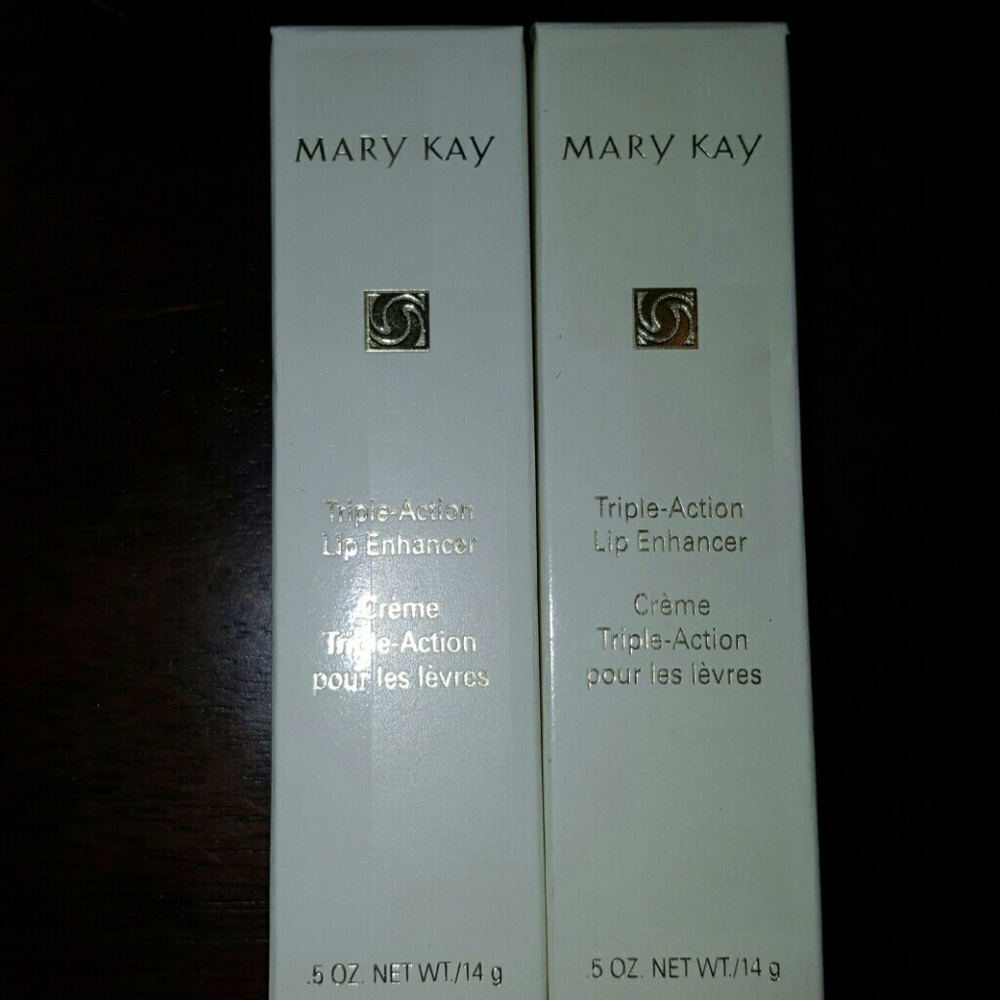 MARY KAY
Triple-Action
Lip Enhancer
Crème
Triple-Action
pour les lèvres
.5 OZ. NET WT./14 g
MARY KAY
Triple-Action
Lip Enhancer
Crème
Triple-Action
pour les lèvres
.5 OZ. NET WT./14 g